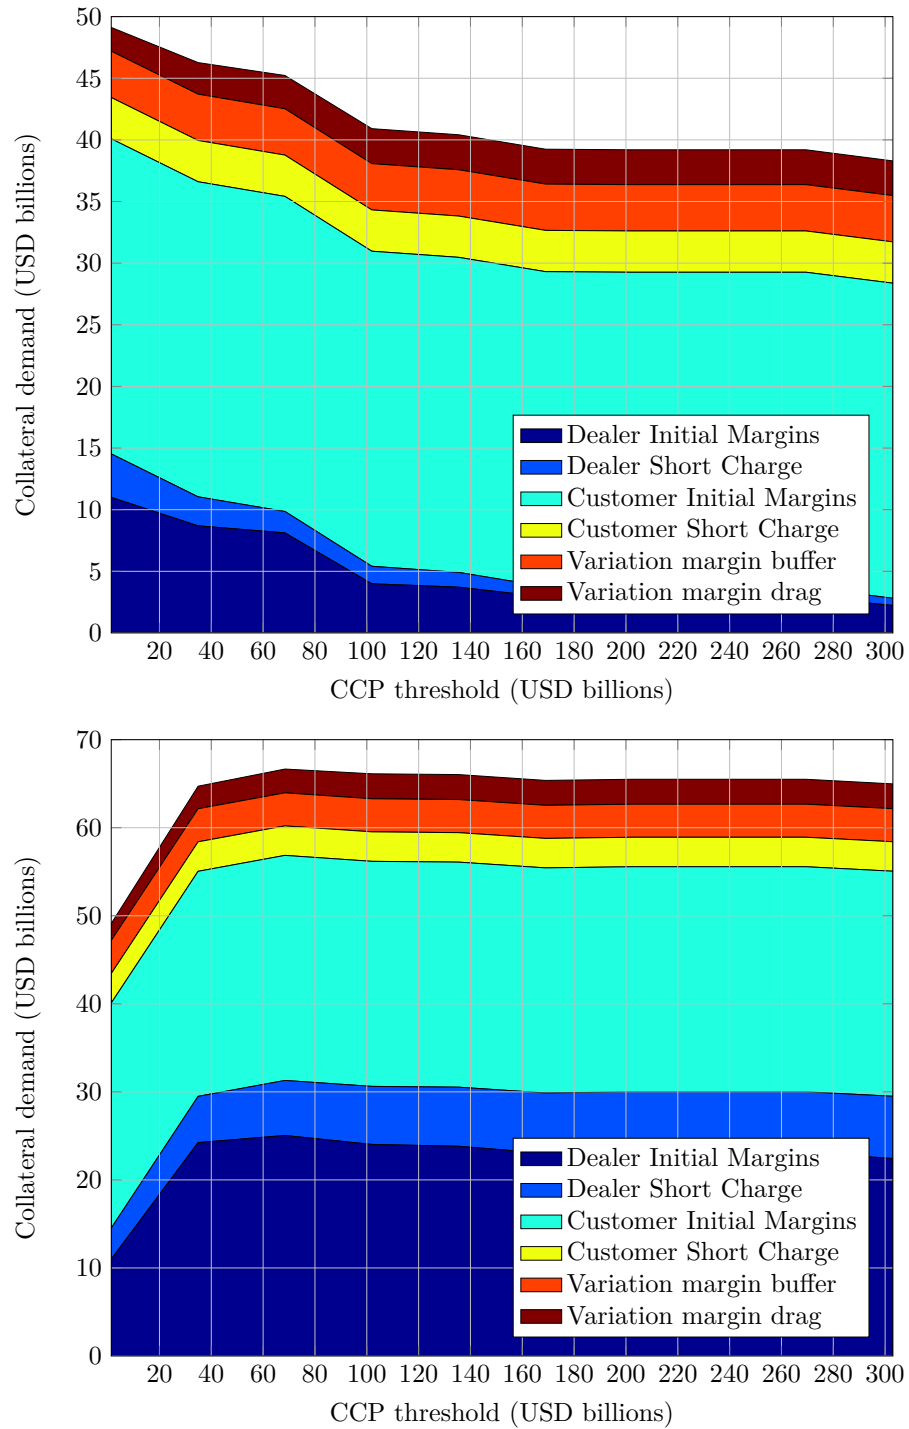 50
45
40
35
30
25
20
15
10
5
0
Collateral demand (USD billions)
Dealer Initial Margins
Dealer Short Charge
Customer Initial Margins
Customer Short Charge
Variation margin buffer
Variation margin drag
20 40 60 80 100 120 140 160 180 200 220 240 260 280 300
CCP threshold (USD billions)
70
60
50
40
30
20
10
0
Collateral demand (USD billions)
Dealer Initial Margins
Dealer Short Charge
Customer Initial Margins
Customer Short Charge
Variation margin buffer
Variation margin drag
20 40 60 80 100 120 140 160 180 200 220 240 260 280 300
CCP threshold (USD billions)